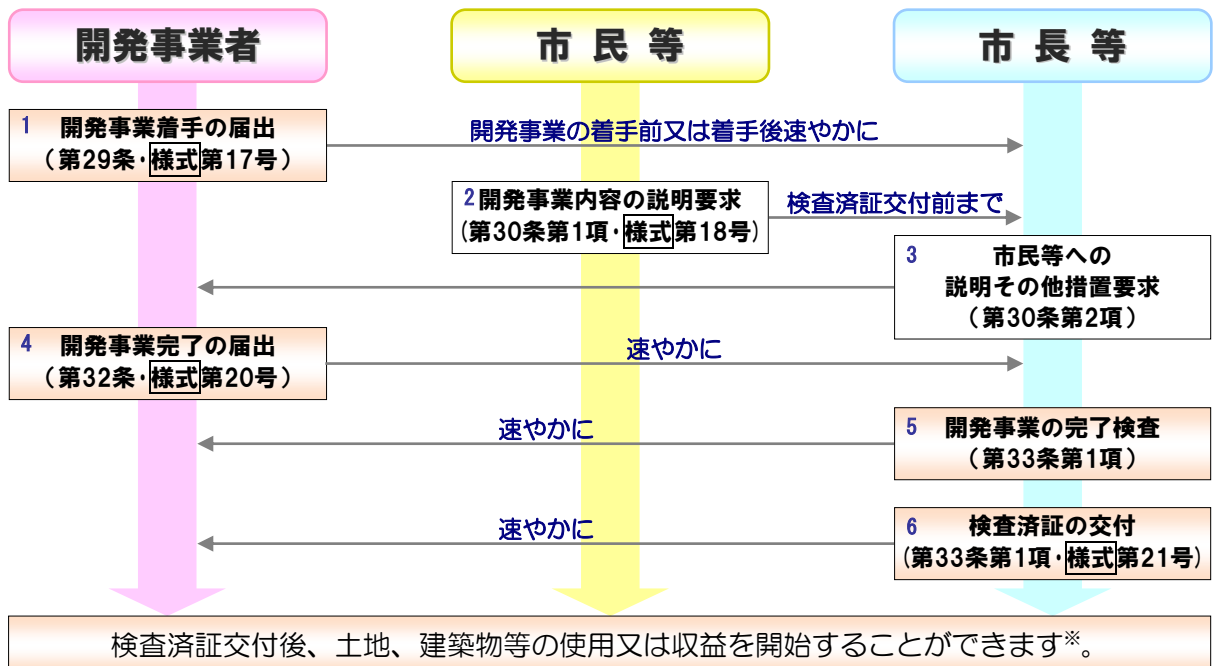 開発事業者
市民等
市長等
1 開発事業着手の届出
（第29条・様式第17号）
開発事業の着手前又は着手後速やかに
2 開発事業内容の説明要求
(第30条第1項・様式第18号)
検査済証交付前まで
3 市民等への
説明その他措置要求
（第30条第2項）
4 開発事業完了の届出
（第32条・様式第20号）
速やかに
5 開発事業の完了検査
（第33条第1項）
速やかに
6 検査済証の交付
(第33条第1項・様式第21号)
速やかに
検査済証交付後、土地、建築物等の使用又は収益を開始することができます※。